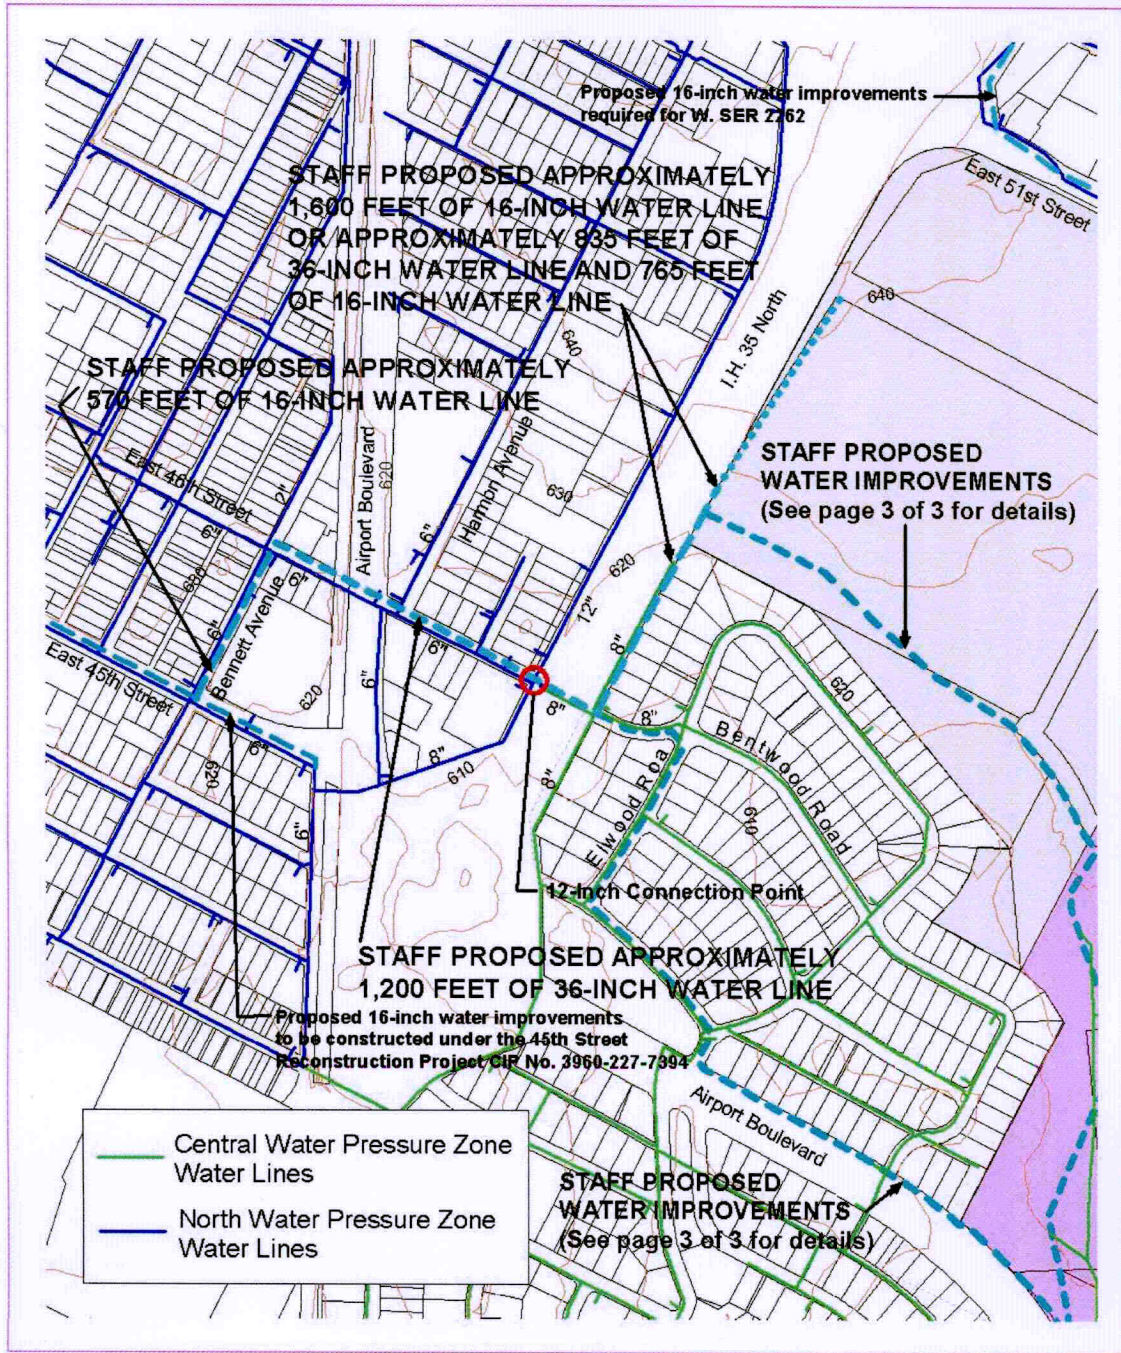 Proposed 16-inch water improvements
required for W. SER 2262
East 51st Street
STAFF PROPOSED APPROXIMATELY
1,600 FEET OF 16-INCH WATER LINE
OR APPROXIMATELY 835 FEET OF
36-INCH WATER LINE AND 765 FEET
OF 16-INCH WATER LINE
640
640
I.H. 35 North
STAFF PROPOSED APPROXIMATELY
570 FEET OF 16-INCH WATER LINE
STAFF PROPOSED
WATER IMPROVEMENTS
(See page 3 of 3 for details)
East 46th Street
2"
Airport Boulevard
620
Harmon Avenue
630
6"
6"
6"
6"
620
12"
8"
6"
Bennett Avenue
East 45th Street
620
6"
6"
8"
8"
620
Bentwood Road
6"
620
8"
610
8"
Elwood Roa
640
6"
12-Inch Connection Point
STAFF PROPOSED APPROXIMATELY
1,200 FEET OF 36-INCH WATER LINE
Proposed 16-inch water improvements
to be constructed under the 45th Street
Reconstruction Project CIP No. 3960-227-7394
Airport Boulevard
Central Water Pressure Zone
Water Lines
North Water Pressure Zone
Water Lines
STAFF PROPOSED
WATER IMPROVEMENTS
(See page 3 of 3 for details)